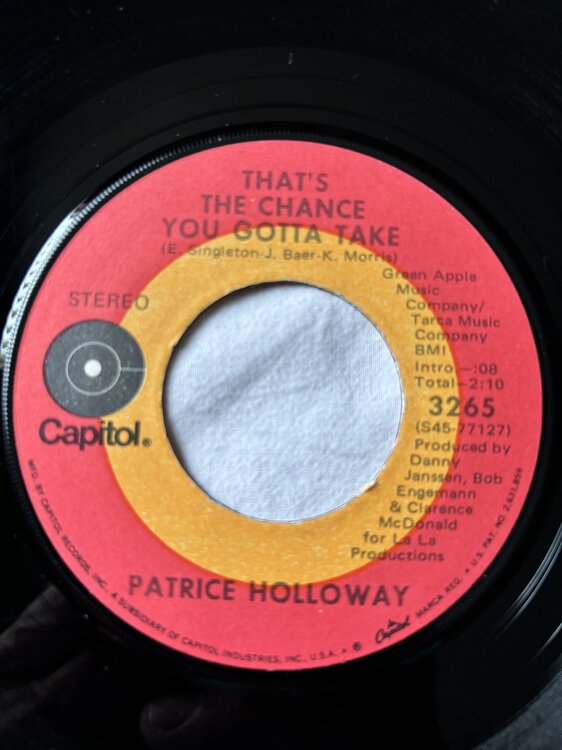 THAT'S
THE CHANCE
YOU GOTTA TAKE
(E. Singleton-J. Baer-K. Morris)
STEREO
Green Apple
Music
Company/
Tarca Music
Company
BMI
Intro.—:08
Total—2:10
3265
(S45-77127)
Capitol®
Produced by
Danny
Janssen, Bob
Engemann
& Clarence
McDonald
for La La
Productions
PATRICE HOLLOWAY
MFG. BY CAPITOL RECORDS, INC., A SUBSIDIARY OF CAPITOL INDUSTRIES, INC., U.S.A. • ℗ Capitol MARCA REG. • U.S. PAT. NO. 2,631,859